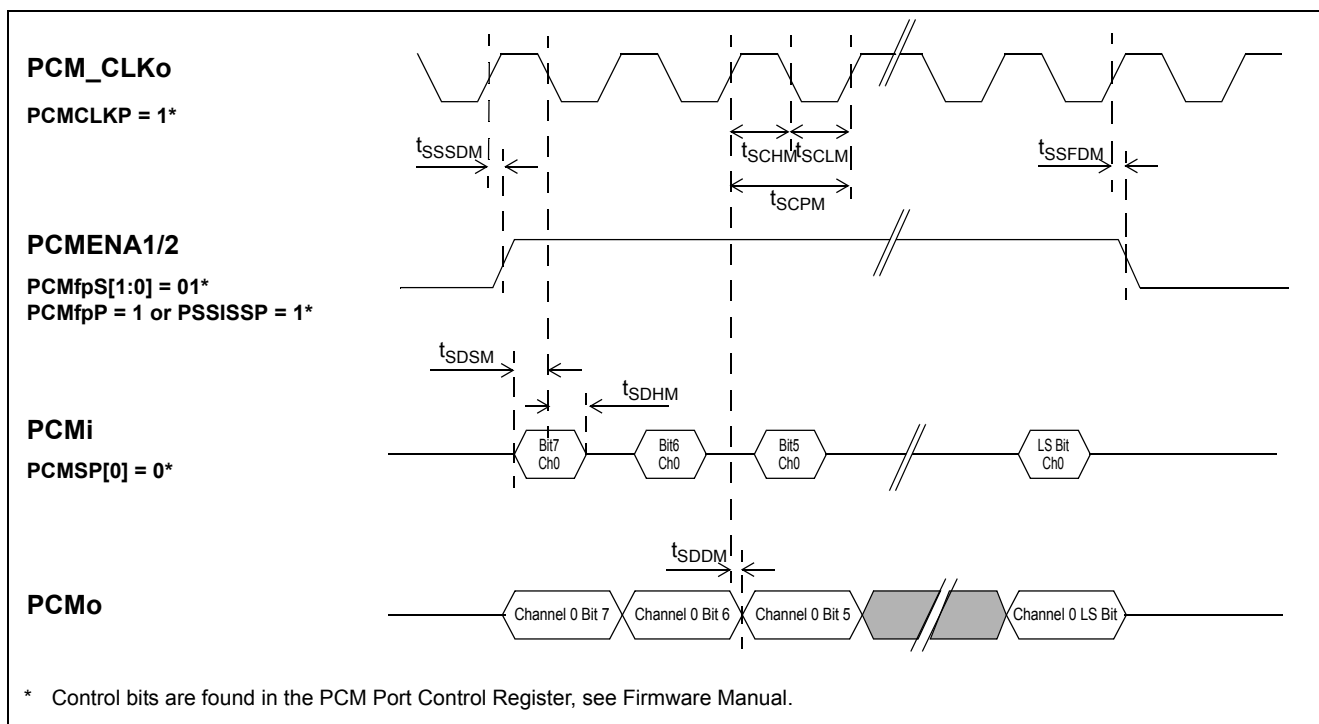 PCM_CLKo
PCMCLKP = 1*
tSSSDM
tSCHM
tSCLM
tSSFDM
tSCPM
PCMENA1/2
PCMfpS[1:0] = 01*
PCMfpP = 1 or PSSISSP = 1*
tSDSM
tSDHM
PCMi
PCMSP[0] = 0*
Bit7
Ch0
Bit6
Ch0
Bit5
Ch0
LS Bit
Ch0
tSDDM
PCMo
Channel 0 Bit 7
Channel 0 Bit 6
Channel 0 Bit 5
Channel 0 LS Bit
* Control bits are found in the PCM Port Control Register, see Firmware Manual.